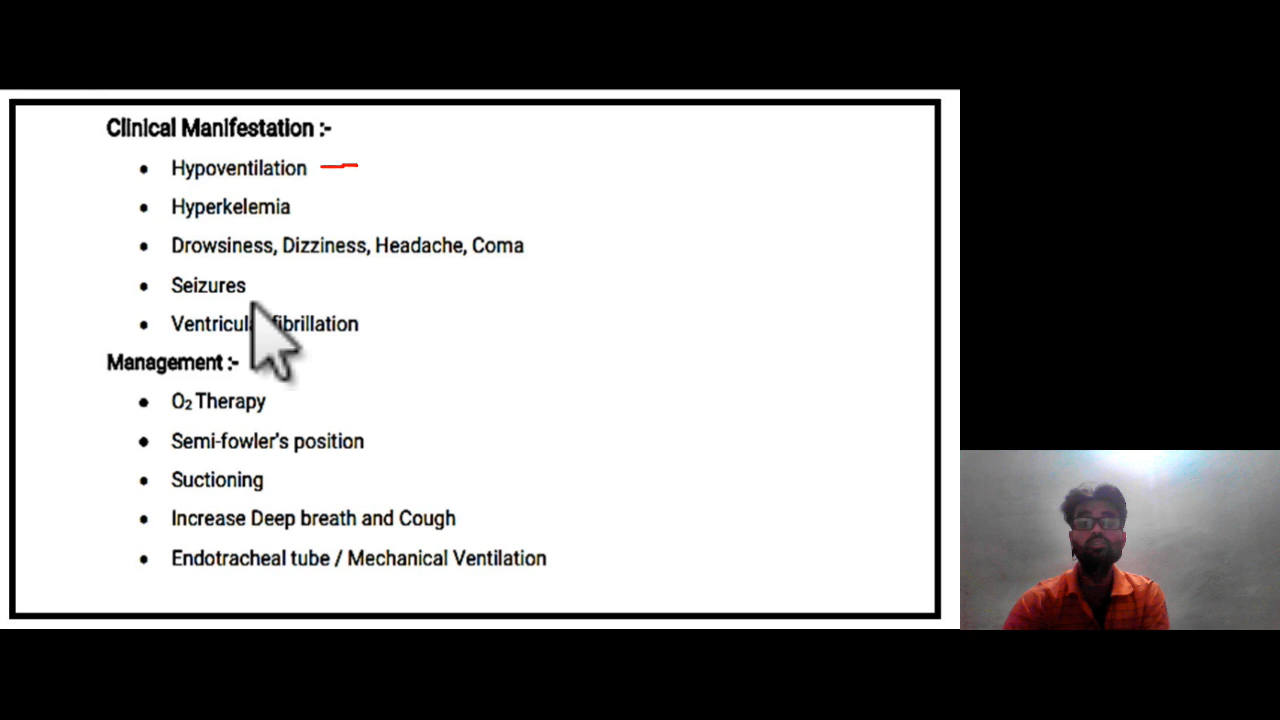 Clinical Manifestation :-
• Hypoventilation
• Hyperkelemia
• Drowsiness, Dizziness, Headache, Coma
• Seizures
• Ventricular fibrillation
Management :-
• O₂ Therapy
• Semi-fowler's position
• Suctioning
• Increase Deep breath and Cough
• Endotracheal tube / Mechanical Ventilation